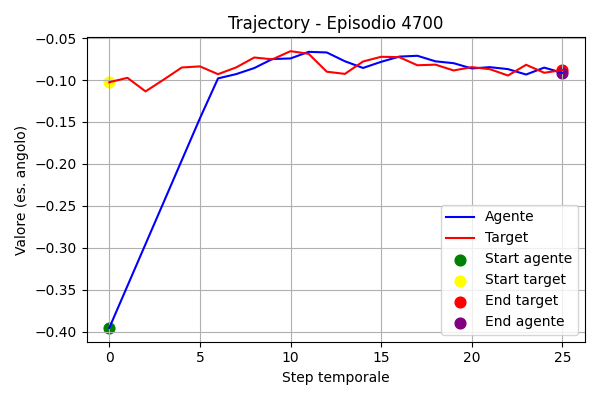 Trajectory - Episodio 4700
Valore (es. angolo)
−0.05
−0.10
−0.15
−0.20
−0.25
−0.30
−0.35
−0.40
Agente
Target
Start agente
Start target
End target
End agente
0
5
10
15
20
25
Step temporale